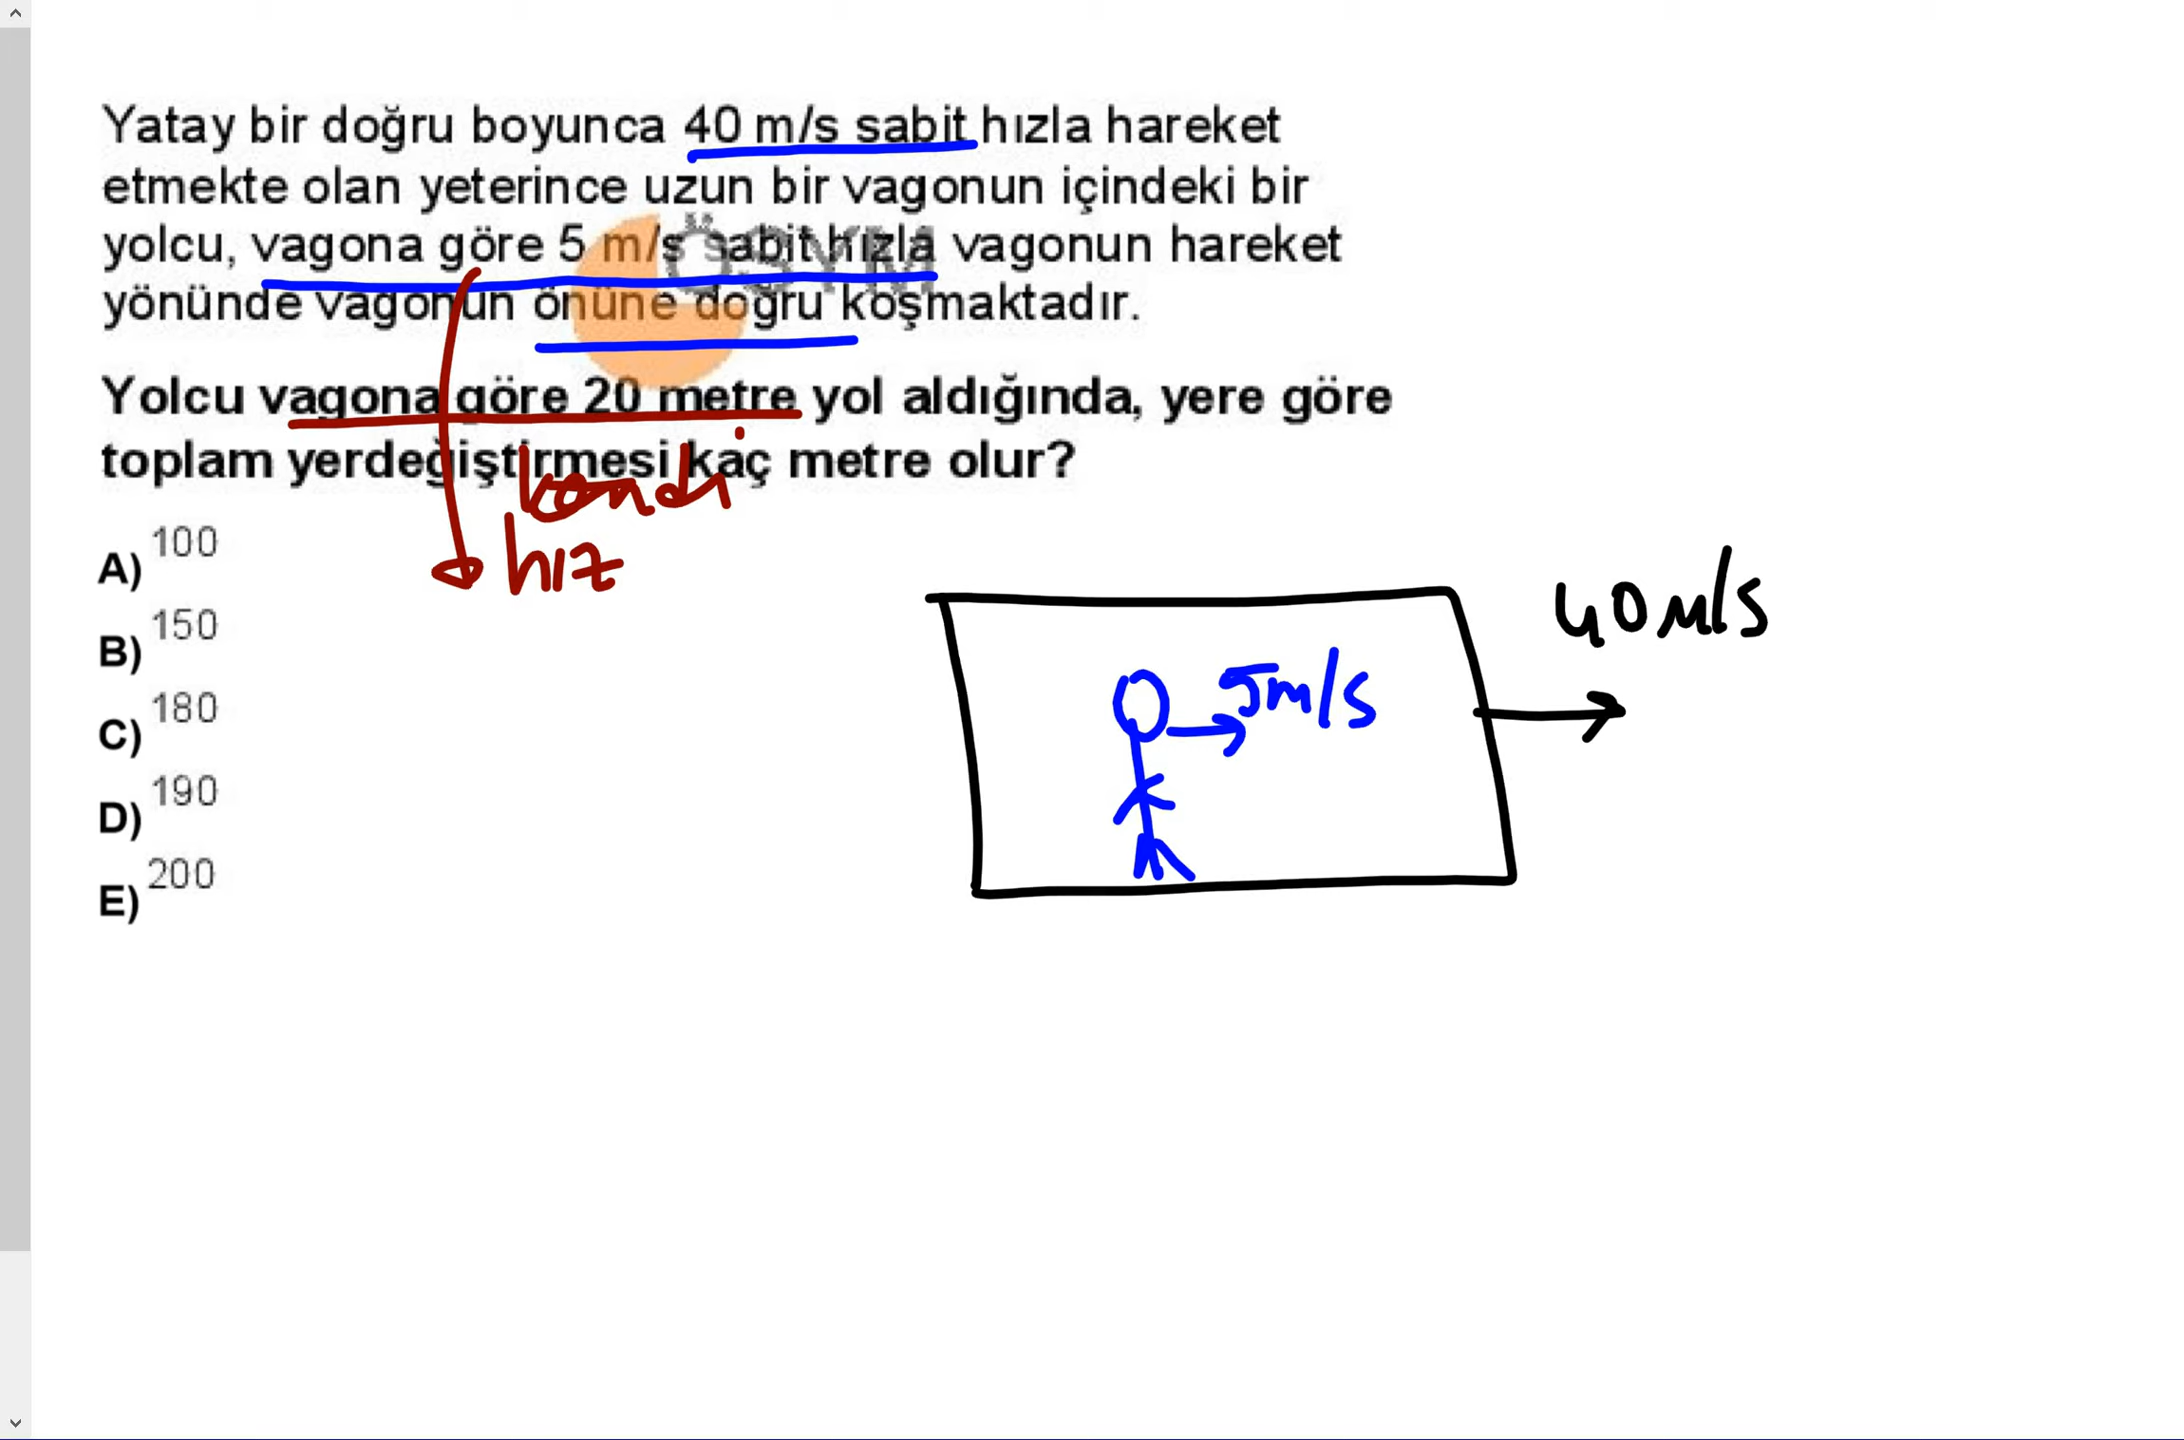 Yatay bir doğru boyunca 40 m/s sabit hızla hareket
etmekte olan yeterince uzun bir vagonun içindeki bir
yolcu, vagona göre 5 m/s sabit hızla vagonun hareket
yönünde vagonun önüne doğru koşmaktadır.
ÖSYM
Yolcu vagona göre 20 metre yol aldığında, yere göre
toplam yerdeğiştirmesi kaç metre olur?
kendi
hız
A) 100
B) 150
C) 180
D) 190
E) 200
40 m/s
5m/s